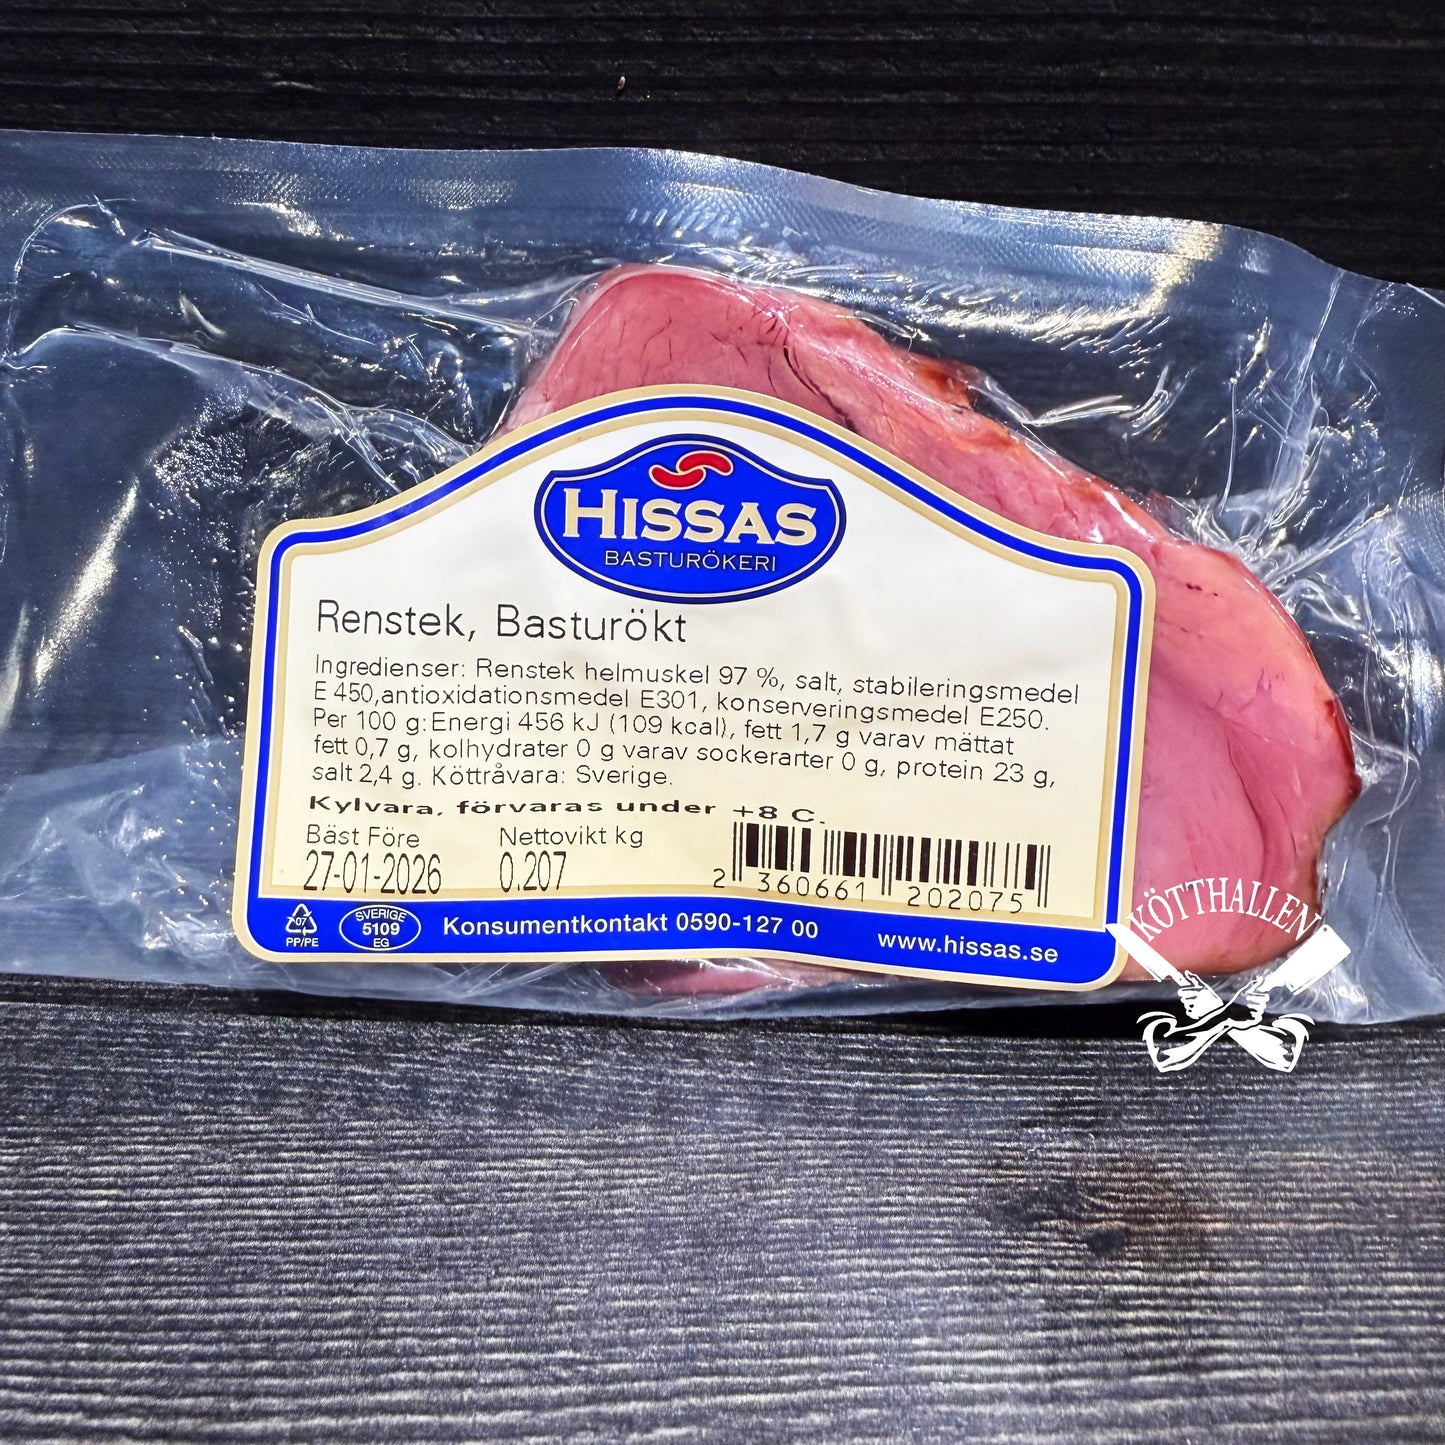 HISSAS
BASTURÖKERI
Renstek, Basturökt
Ingredienser: Renstek helmuskel 97 %, salt, stabileringsmedel
E 450,antioxidationsmedel E301, konserveringsmedel E250.
Per 100 g:Energi 456 kJ (109 kcal), fett 1,7 g varav mättat
fett 0,7 g, kolhydrater 0 g varav sockerarter 0 g, protein 23 g,
salt 2,4 g. Köttråvara: Sverige.
Kylvara, förvaras under +8 C.
Bäst Före Nettovikt kg
27-01-2026 0.207
2 360661 202075
07
PP/PE
SVERIGE
5109
EG
Konsumentkontakt 0590-127 00
www.hissas.se
KÖTTHALLEN